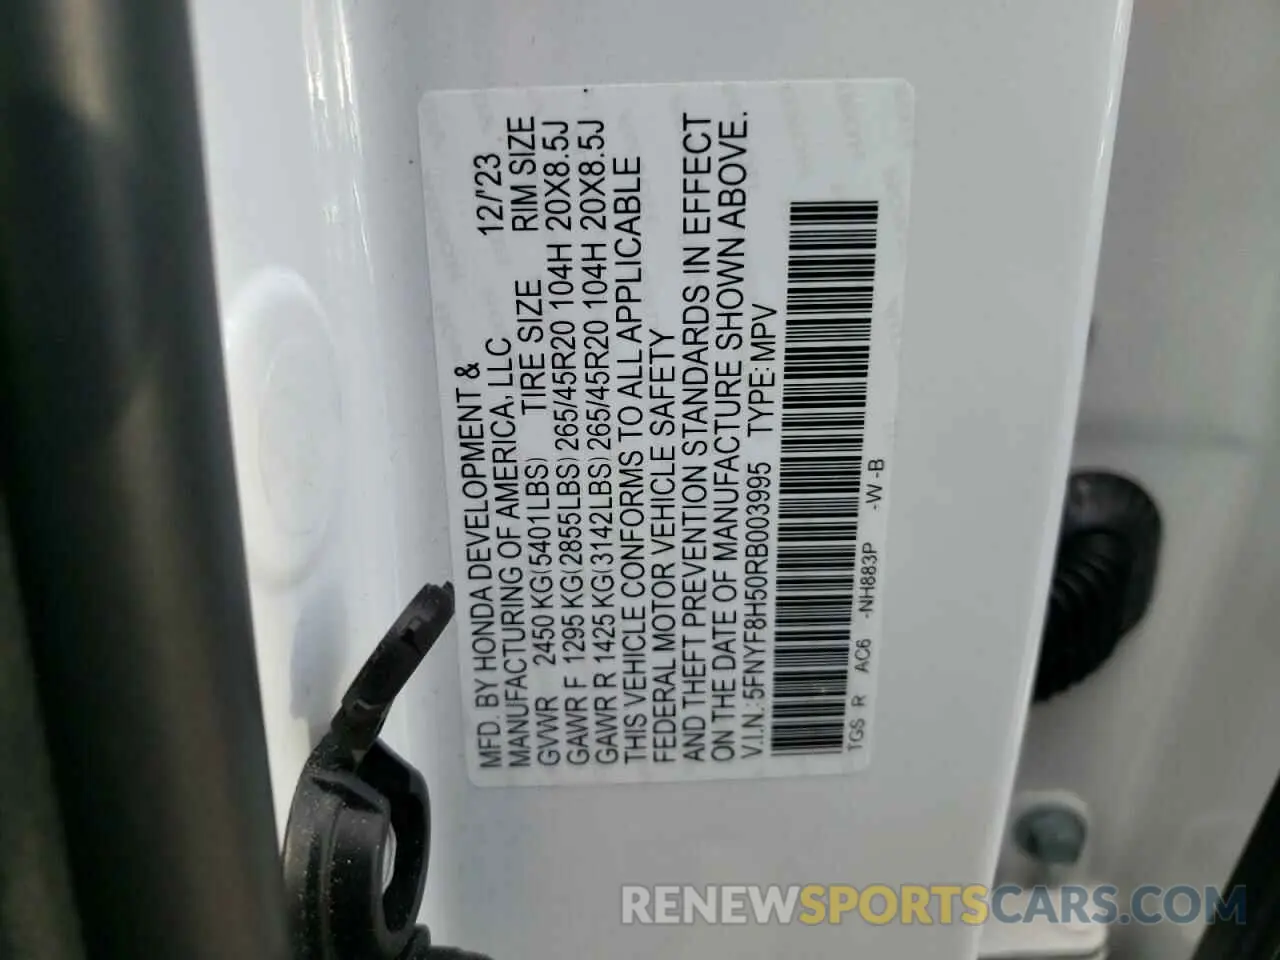 MFD. BY HONDA DEVELOPMENT &
MANUFACTURING OF AMERICA, LLC 12/'23
GVWR 2450 KG(5401LBS) TIRE SIZE RIM SIZE
GAWR F 1295 KG(2855LBS) 265/45R20 104H 20X8.5J
GAWR R 1425 KG(3142LBS) 265/45R20 104H 20X8.5J
THIS VEHICLE CONFORMS TO ALL APPLICABLE
FEDERAL MOTOR VEHICLE SAFETY
AND THEFT PREVENTION STANDARDS IN EFFECT
ON THE DATE OF MANUFACTURE SHOWN ABOVE.
V.I.N.: 5FNYF8H50RB003995 TYPE: MPV
TGS R AC6 -NH883P -W -B
RENEWSPORTSCARS.COM